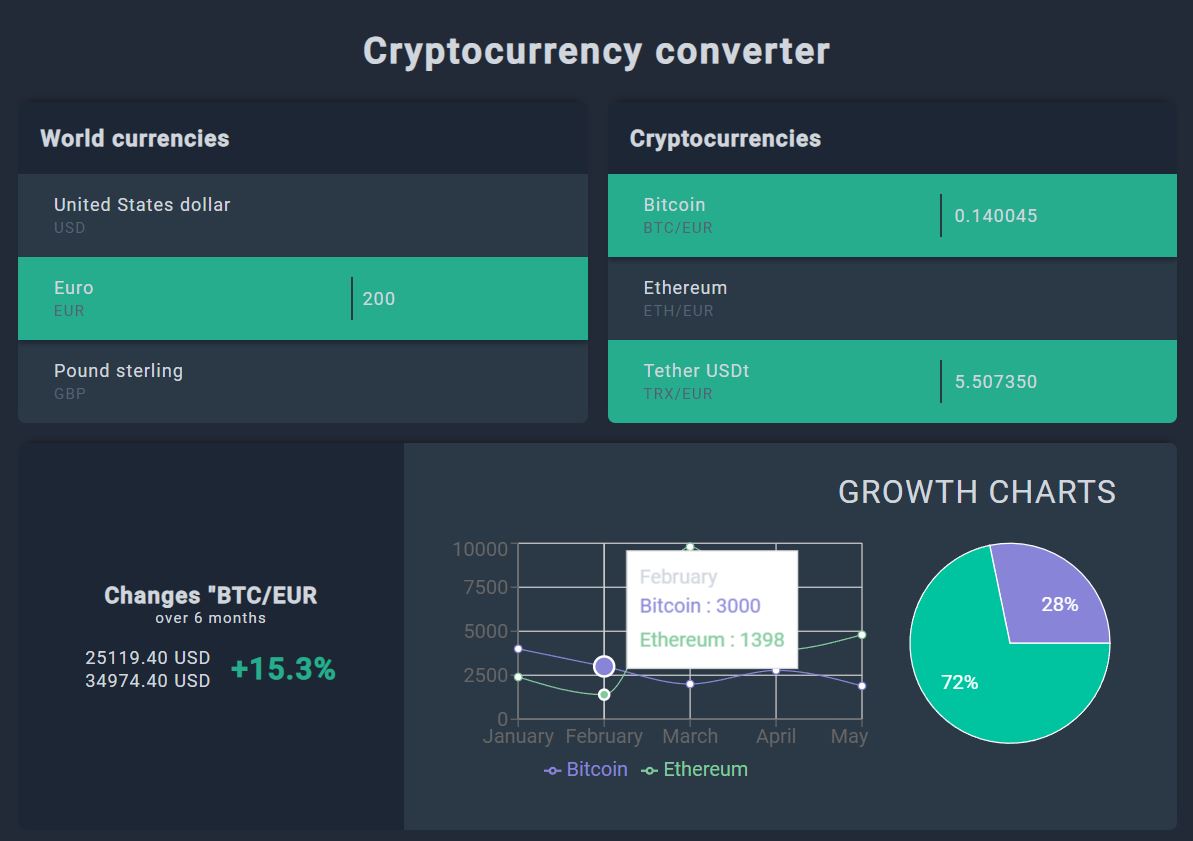 Cryptocurrency converter
World currencies
United States dollar
USD
Euro
EUR
200
Pound sterling
GBP
Cryptocurrencies
Bitcoin
BTC/EUR
0.140045
Ethereum
ETH/EUR
Tether USDt
TRX/EUR
5.507350
Changes "BTC/EUR
over 6 months
25119.40 USD
34974.40 USD
+15.3%
GROWTH CHARTS
10000
7500
5000
2500
0
January February March April May
February
Bitcoin : 3000
Ethereum : 1398
Bitcoin Ethereum
28%
72%